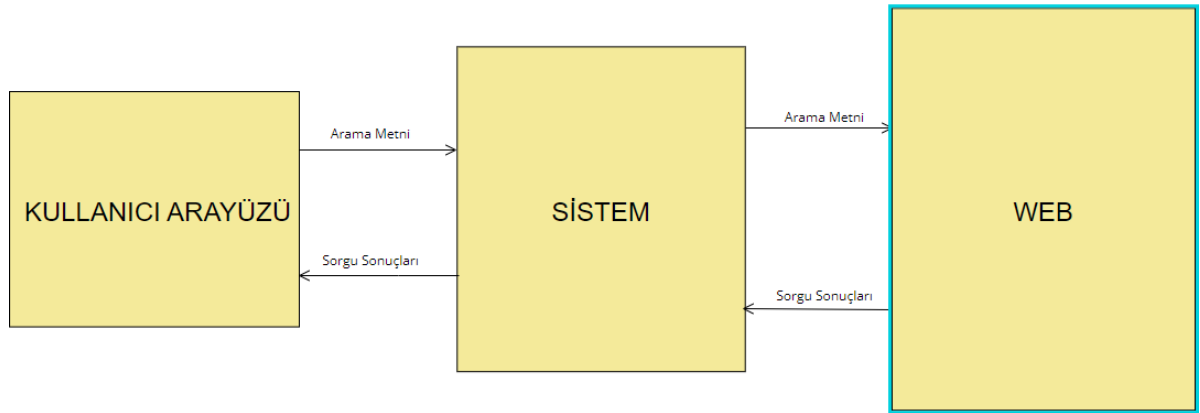 KULLANICI ARAYÜZÜ
Arama Metni
Sorgu Sonuçları
SİSTEM
Arama Metni
Sorgu Sonuçları
WEB